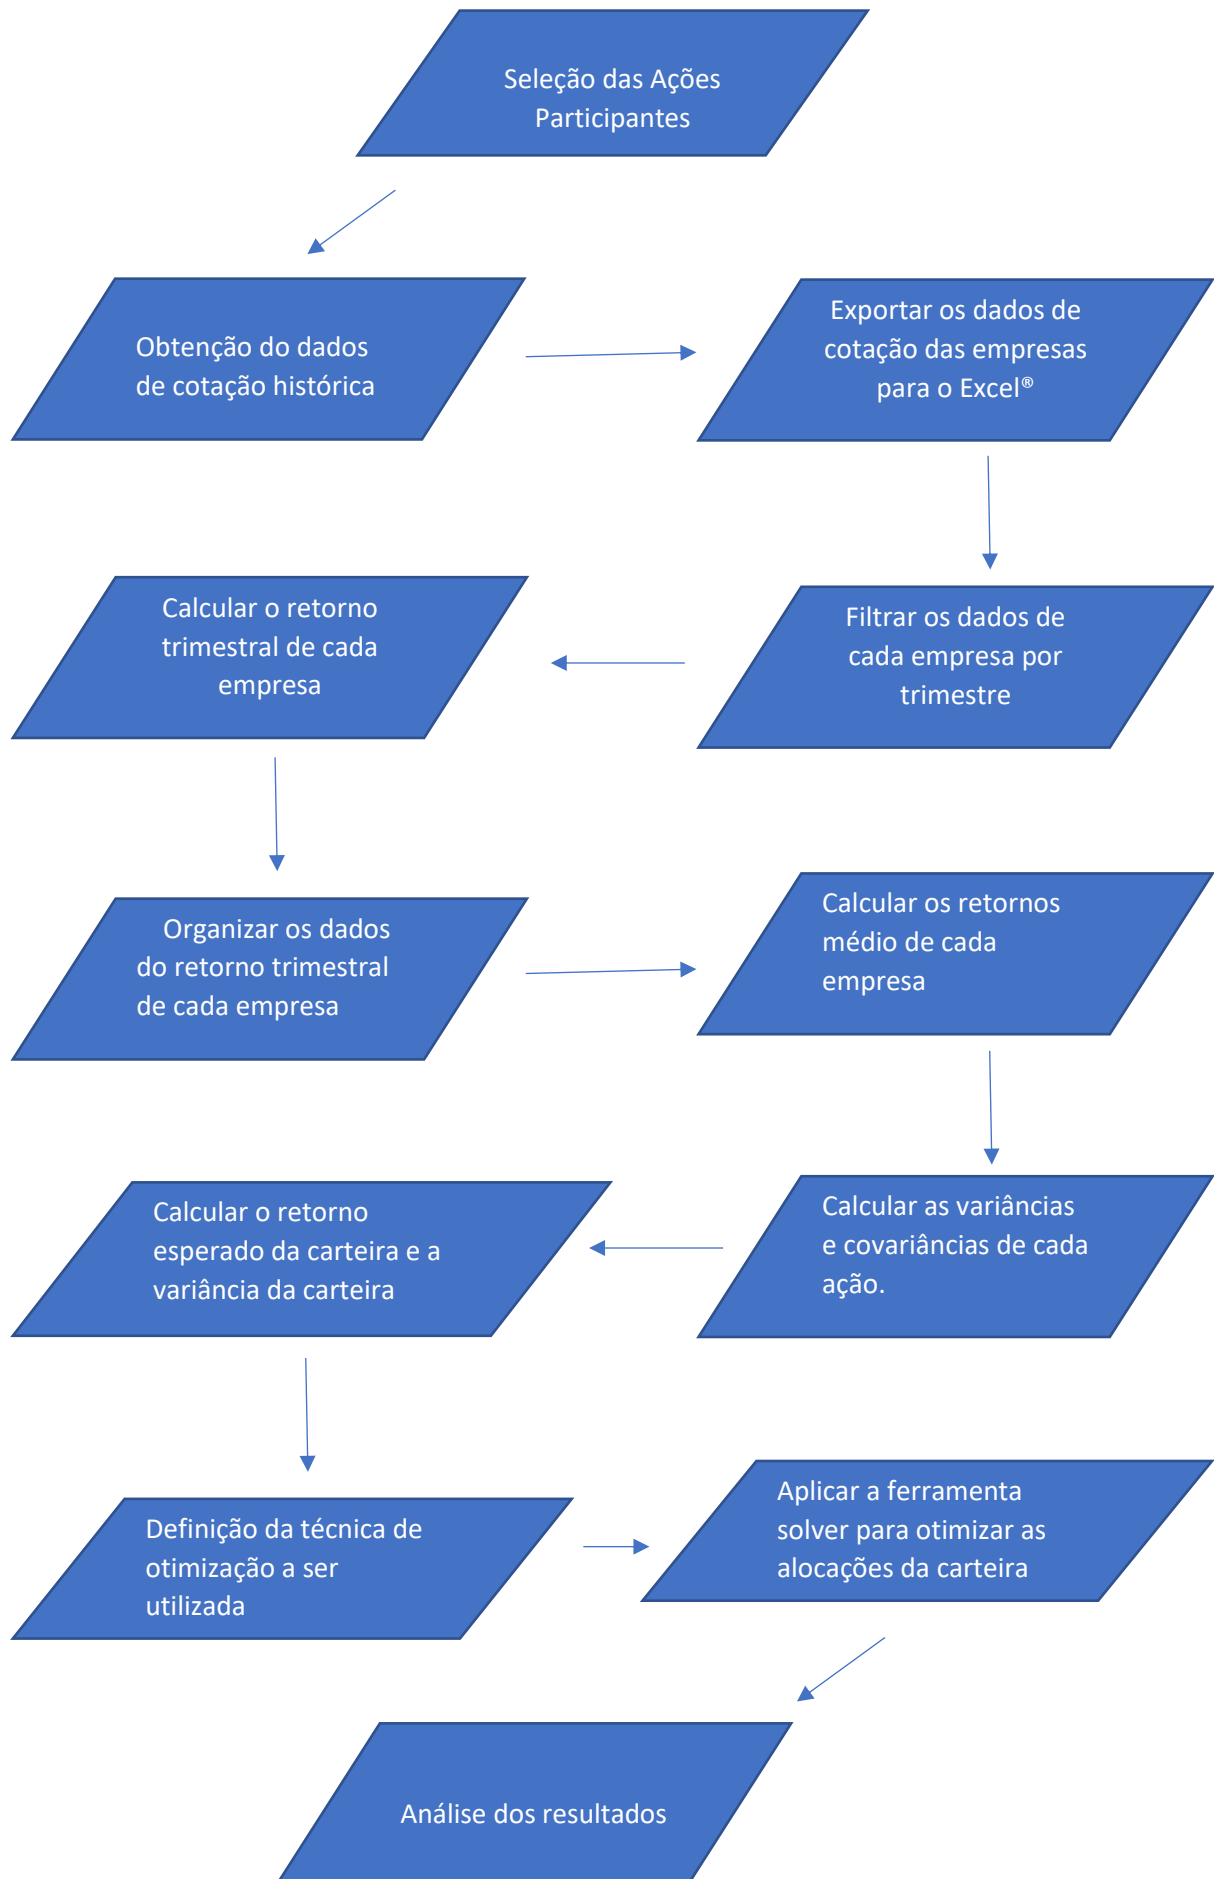 Seleção das Ações
Participantes
Obtenção do dados
de cotação histórica
Exportar os dados de
cotação das empresas
para o Excel®
Filtrar os dados de
cada empresa por
trimestre
Calcular o retorno
trimestral de cada
empresa
Organizar os dados
do retorno trimestral
de cada empresa
Calcular os retornos
médio de cada
empresa
Calcular as variâncias
e covariâncias de cada
ação.
Calcular o retorno
esperado da carteira e a
variância da carteira
Definição da técnica de
otimização a ser
utilizada
Aplicar a ferramenta
solver para otimizar as
alocações da carteira
Análise dos resultados